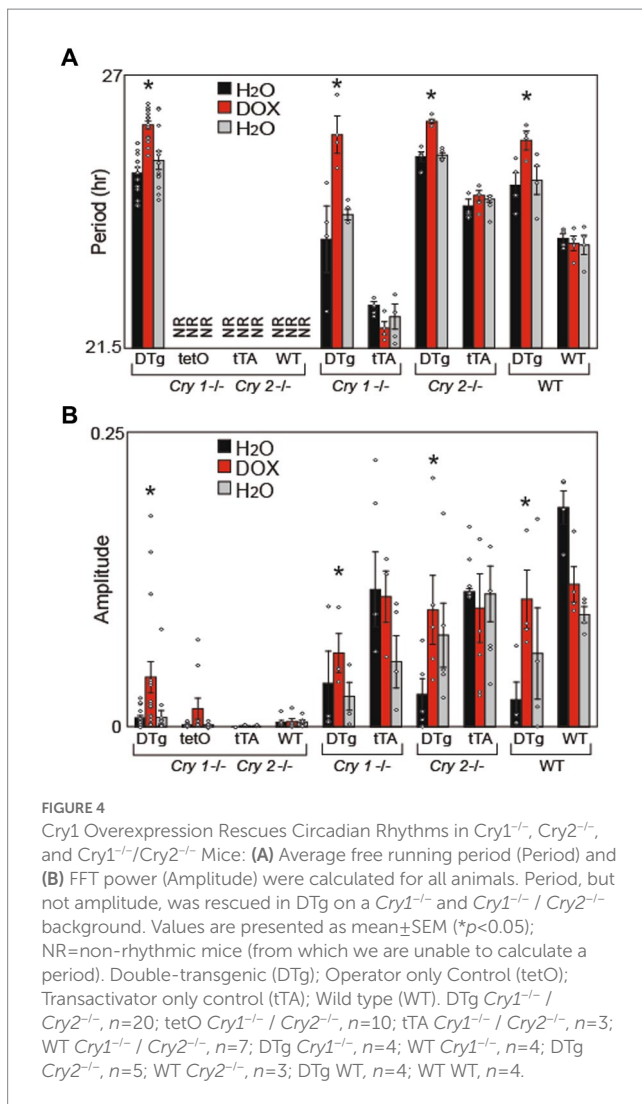 A
27
H₂O
DOX
H₂O
Period (hr)
21.5
NR NR NR NR NR NR NR NR NR
DTg tetO tTA WT DTg tTA DTg tTA DTg WT
Cry 1-/- Cry 2-/- Cry 1 -/- Cry 2-/- WT
B
0.25
H₂O
DOX
H₂O
Amplitude
0
DTg tetO tTA WT DTg tTA DTg tTA DTg WT
Cry 1-/- Cry 2-/- Cry 1 -/- Cry 2-/- WT
FIGURE 4
Cry1 Overexpression Rescues Circadian Rhythms in Cry1⁻/⁻, Cry2⁻/⁻,
and Cry1⁻/⁻/Cry2⁻/⁻ Mice: (A) Average free running period (Period) and
(B) FFT power (Amplitude) were calculated for all animals. Period, but
not amplitude, was rescued in DTg on a Cry1⁻/⁻ and Cry1⁻/⁻ / Cry2⁻/⁻
background. Values are presented as mean±SEM (*p<0.05);
NR=non-rhythmic mice (from which we are unable to calculate a
period). Double-transgenic (DTg); Operator only Control (tetO);
Transactivator only control (tTA); Wild type (WT). DTg Cry1⁻/⁻ /
Cry2⁻/⁻, n=20; tetO Cry1⁻/⁻ / Cry2⁻/⁻, n=10; tTA Cry1⁻/⁻ / Cry2⁻/⁻, n=3;
WT Cry1⁻/⁻ / Cry2⁻/⁻, n=7; DTg Cry1⁻/⁻, n=4; WT Cry1⁻/⁻, n=4; DTg
Cry2⁻/⁻, n=5; WT Cry2⁻/⁻, n=3; DTg WT, n=4; WT WT, n=4.